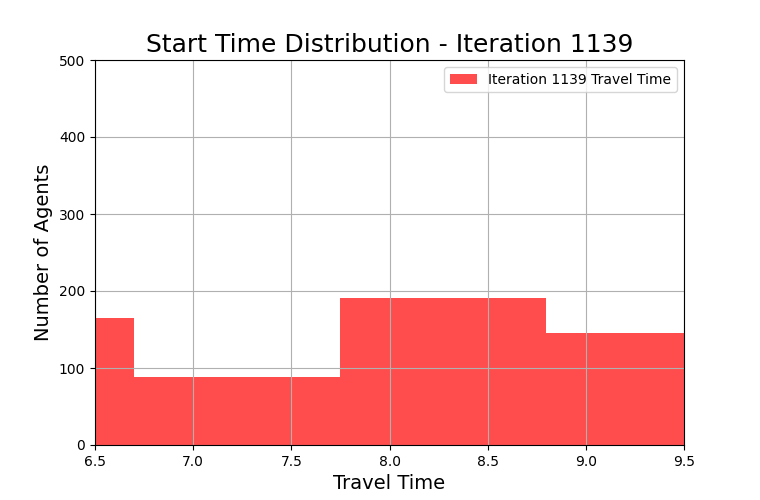 Start Time Distribution - Iteration 1139
Iteration 1139 Travel Time
Number of Agents
500
400
300
200
100
0
6.5 7.0 7.5 8.0 8.5 9.0 9.5
Travel Time